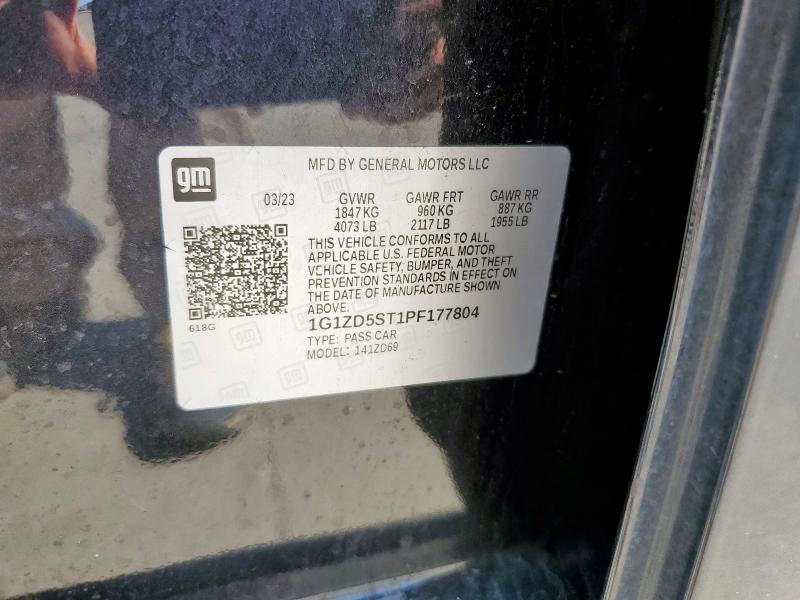 gm
MFD BY GENERAL MOTORS LLC
03/23 GVWR GAWR FRT GAWR RR
1847 KG 960 KG 887 KG
4073 LB 2117 LB 1955 LB
THIS VEHICLE CONFORMS TO ALL
APPLICABLE U.S. FEDERAL MOTOR
VEHICLE SAFETY, BUMPER, AND THEFT
PREVENTION STANDARDS IN EFFECT ON
THE DATE OF MANUFACTURE SHOWN
ABOVE.
618G
1G1ZD5ST1PF177804
TYPE: PASS CAR
MODEL: 141ZD69